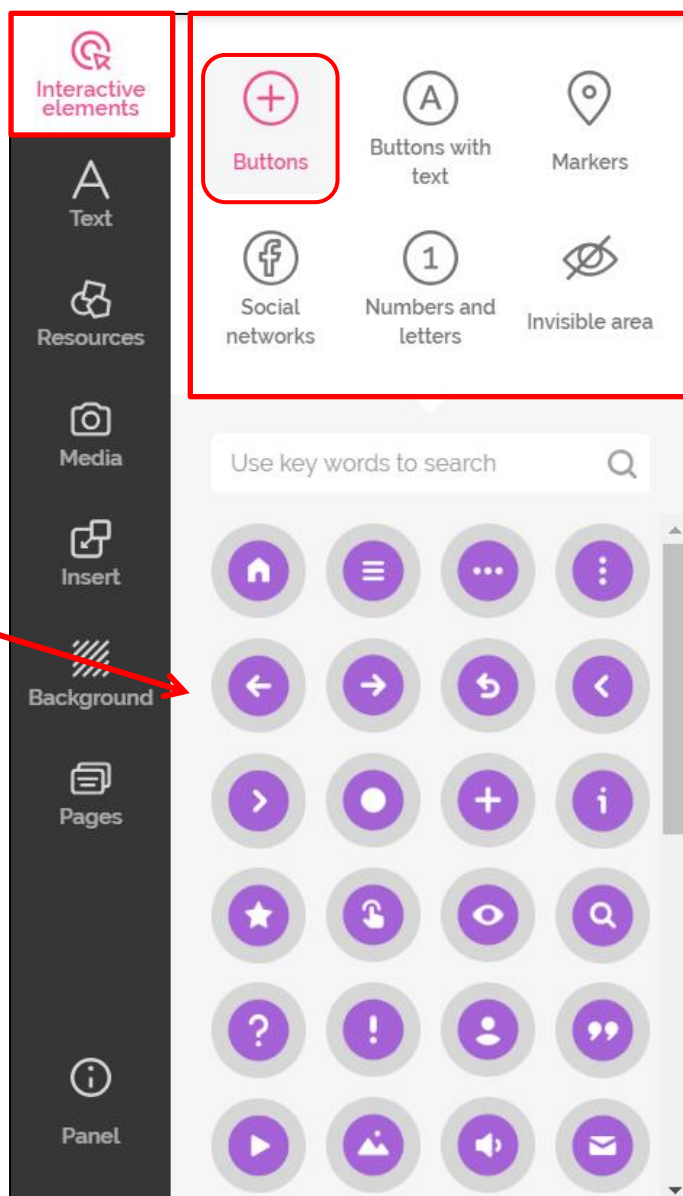 Interactive
elements
Text
Resources
Media
Insert
Background
Pages
Panel
Buttons
A
Buttons with
text
Markers
f
Social
networks
1
Numbers and
letters
Invisible area
Use key words to search
i
?
!